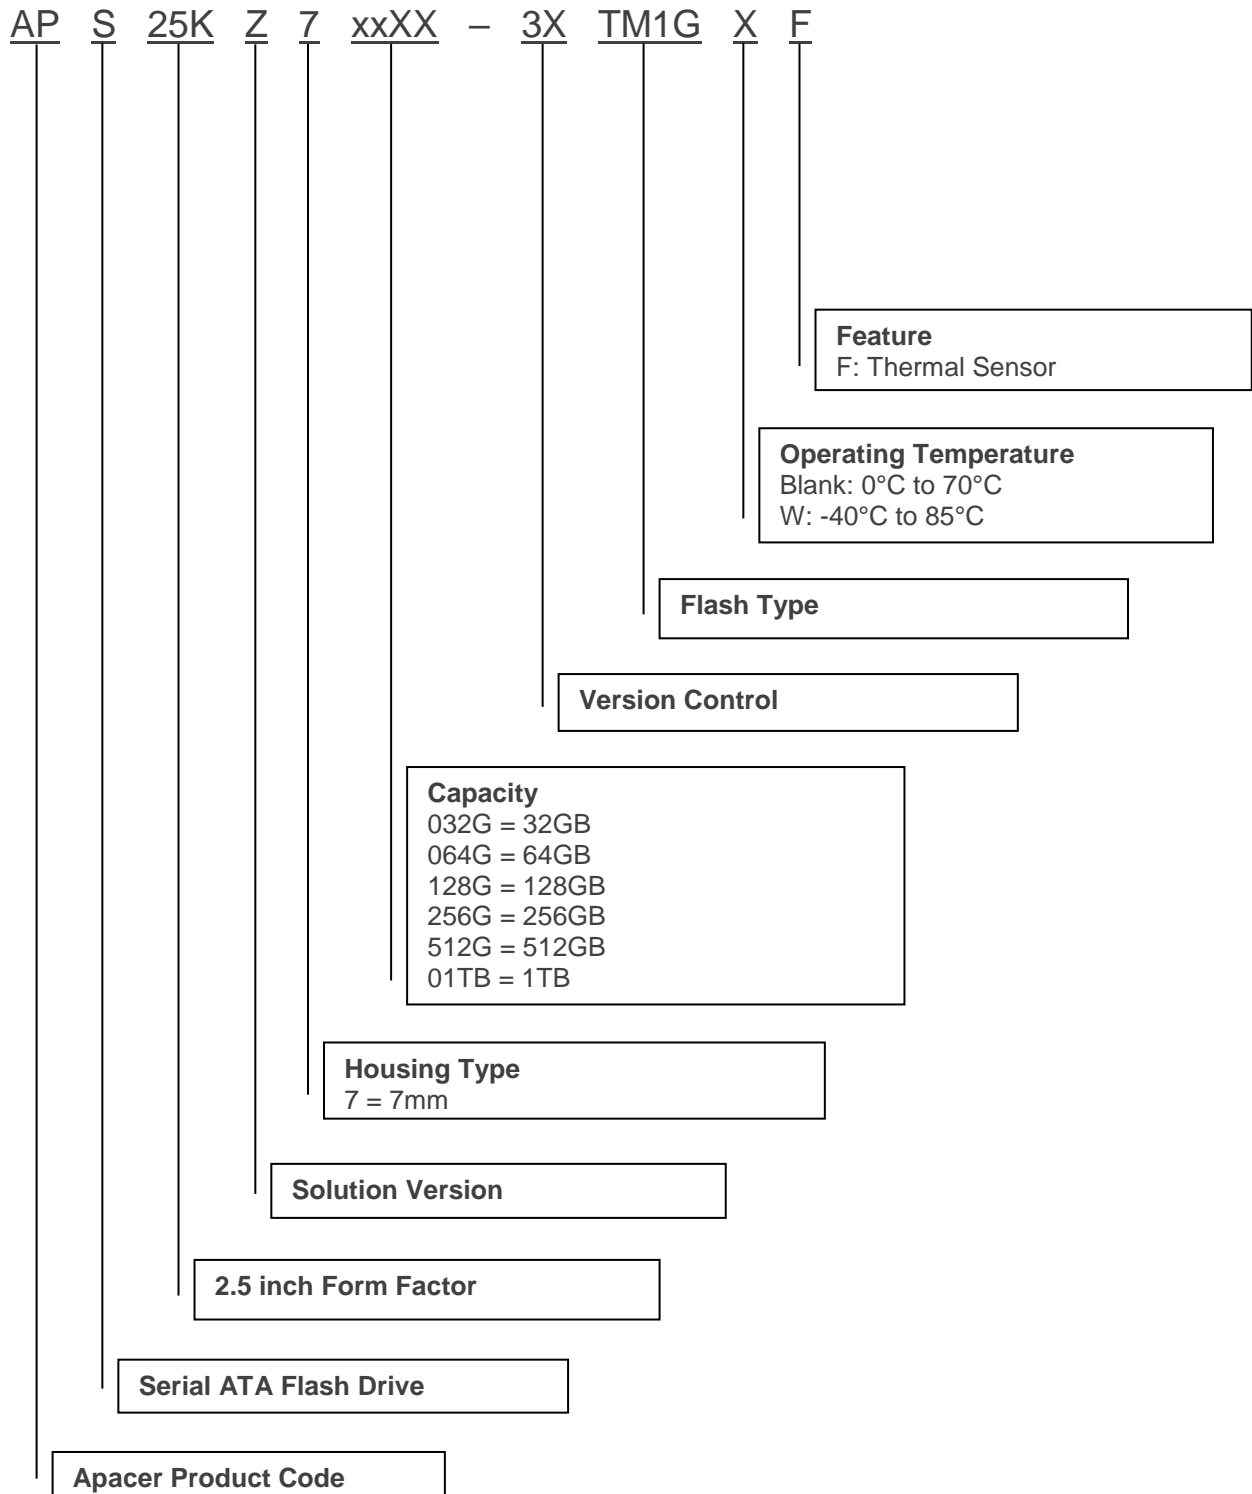 AP S 25K Z 7 xxXX – 3X TM1G X F
Feature
F: Thermal Sensor
Operating Temperature
Blank: 0°C to 70°C
W: -40°C to 85°C
Flash Type
Version Control
Capacity
032G = 32GB
064G = 64GB
128G = 128GB
256G = 256GB
512G = 512GB
01TB = 1TB
Housing Type
7 = 7mm
Solution Version
2.5 inch Form Factor
Serial ATA Flash Drive
Apacer Product Code